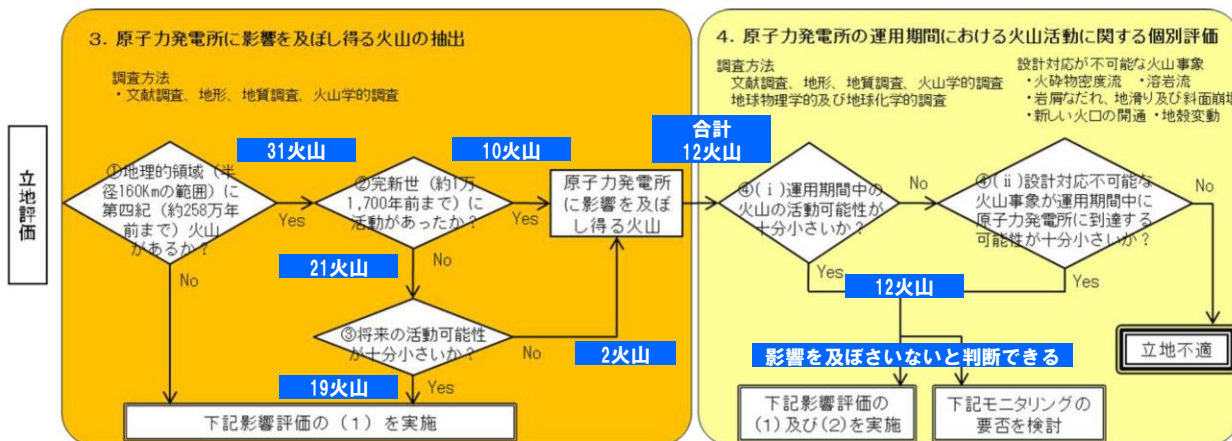 3. 原子力発電所に影響を及ぼし得る火山の抽出
調査方法
・文献調査、地形、地質調査、火山学的調査
立地評価
①地理的領域（半
径160Kmの範囲）に
第四紀（約258万年
前まで）火山
があるか？
31火山
Yes
No
②完新世（約1万
1,700年前まで）に
活動があったか？
10火山
Yes
No
21火山
原子力発電所
に影響を及ぼ
し得る火山
③将来の活動可能性
が十分小さいか？
No
2火山
19火山
Yes
下記影響評価の（1）を実施
合計
12火山
4. 原子力発電所の運用期間における火山活動に関する個別評価
調査方法
文献調査、地形、地質調査、火山学的調査
地球物理学的及び地球化学的調査
設計対応が不可能な火山事象
・火砕物密度流　・溶岩流
・岩屑なだれ、地滑り及び斜面崩壊
・新しい火口の開通　・地殻変動
④(ⅰ)運用期間中の
火山の活動可能性が
十分小さいか？
No
Yes
④(ⅱ)設計対応不可能な
火山事象が運用期間中に
原子力発電所に到達する
可能性が十分小さいか？
No
Yes
12火山
影響を及ぼさいないと判断できる
立地不適
下記影響評価の
(1)及び(2)を実施
下記モニタリングの
要否を検討